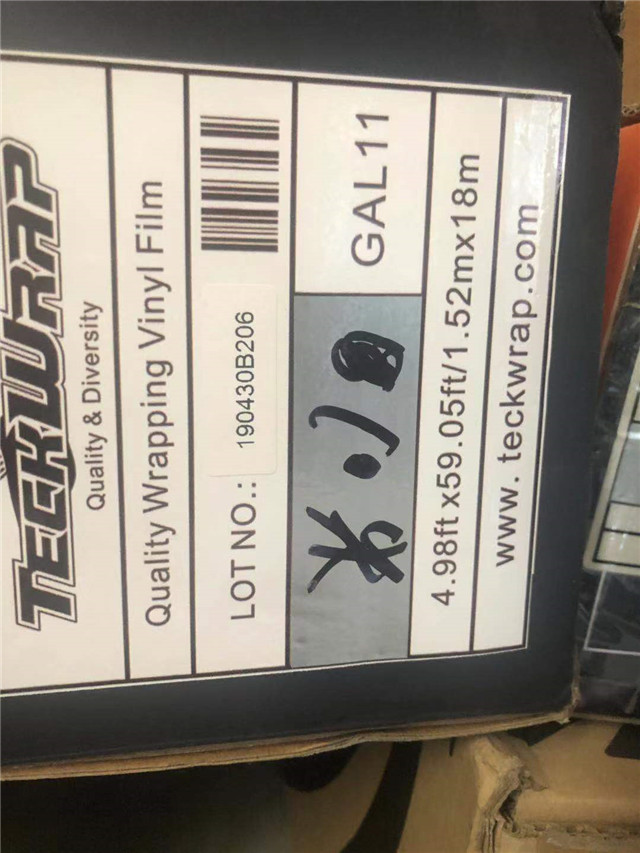 TECKWRAP
Quality & Diversity
Quality Wrapping Vinyl Film
LOT NO.: 190430B206
GAL11
4.98ft x59.05ft/1.52mx18m
www. teckwrap.com